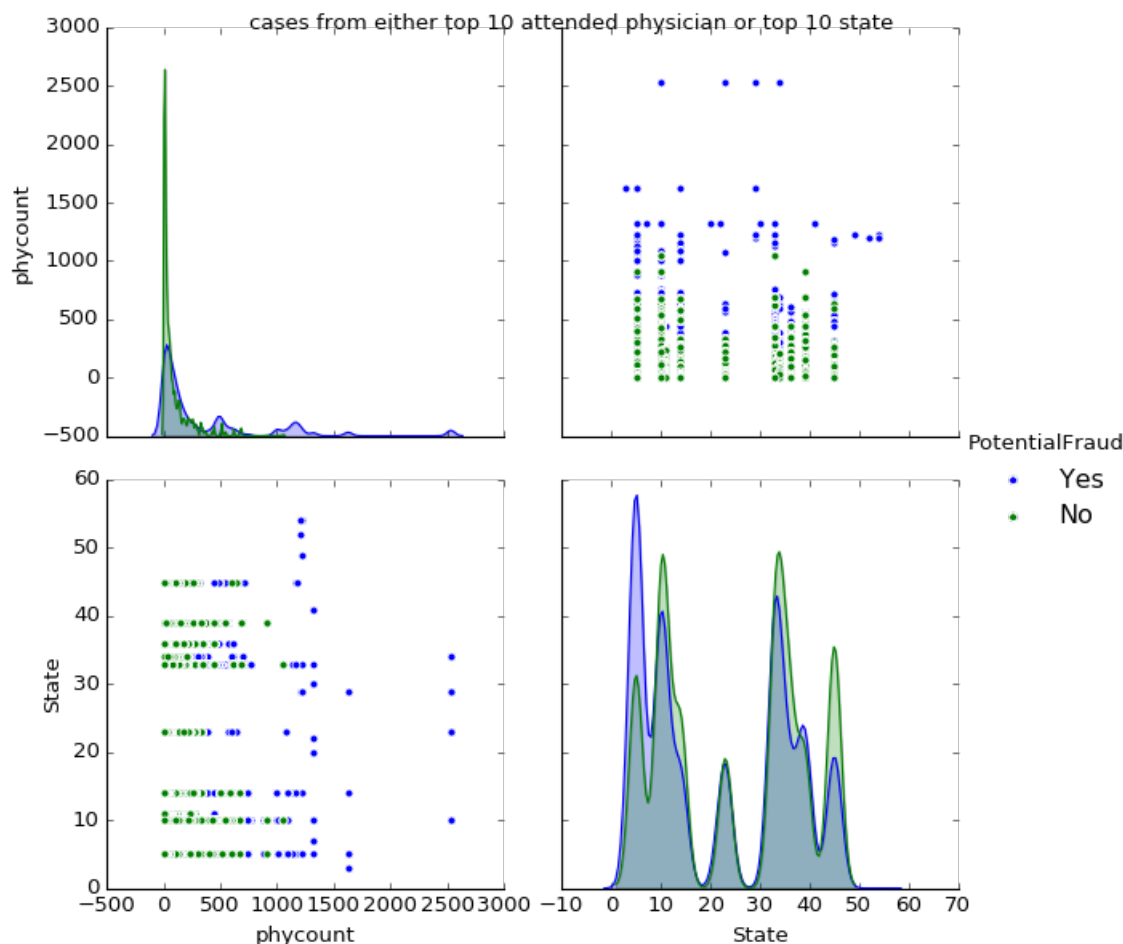 cases from either top 10 attended physician or top 10 state
3000
2500
2000
1500
1000
500
0
−500
phycount
PotentialFraud
Yes
No
60
50
40
30
20
10
0
State
−500 0 500 1000 1500 2000 2500 3000
phycount
−10 0 10 20 30 40 50 60 70
State